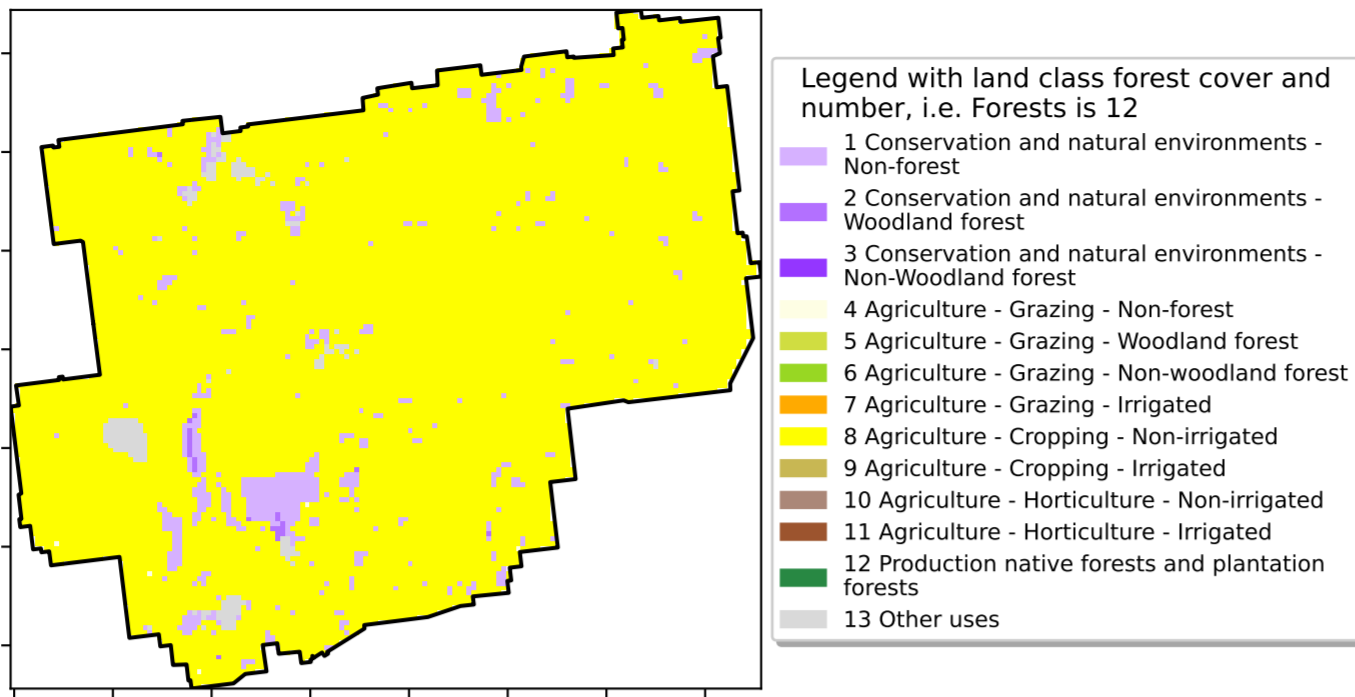 Legend with land class forest cover and
number, i.e. Forests is 12
1 Conservation and natural environments -
Non-forest
2 Conservation and natural environments -
Woodland forest
3 Conservation and natural environments -
Non-Woodland forest
4 Agriculture - Grazing - Non-forest
5 Agriculture - Grazing - Woodland forest
6 Agriculture - Grazing - Non-woodland forest
7 Agriculture - Grazing - Irrigated
8 Agriculture - Cropping - Non-irrigated
9 Agriculture - Cropping - Irrigated
10 Agriculture - Horticulture - Non-irrigated
11 Agriculture - Horticulture - Irrigated
12 Production native forests and plantation
forests
13 Other uses